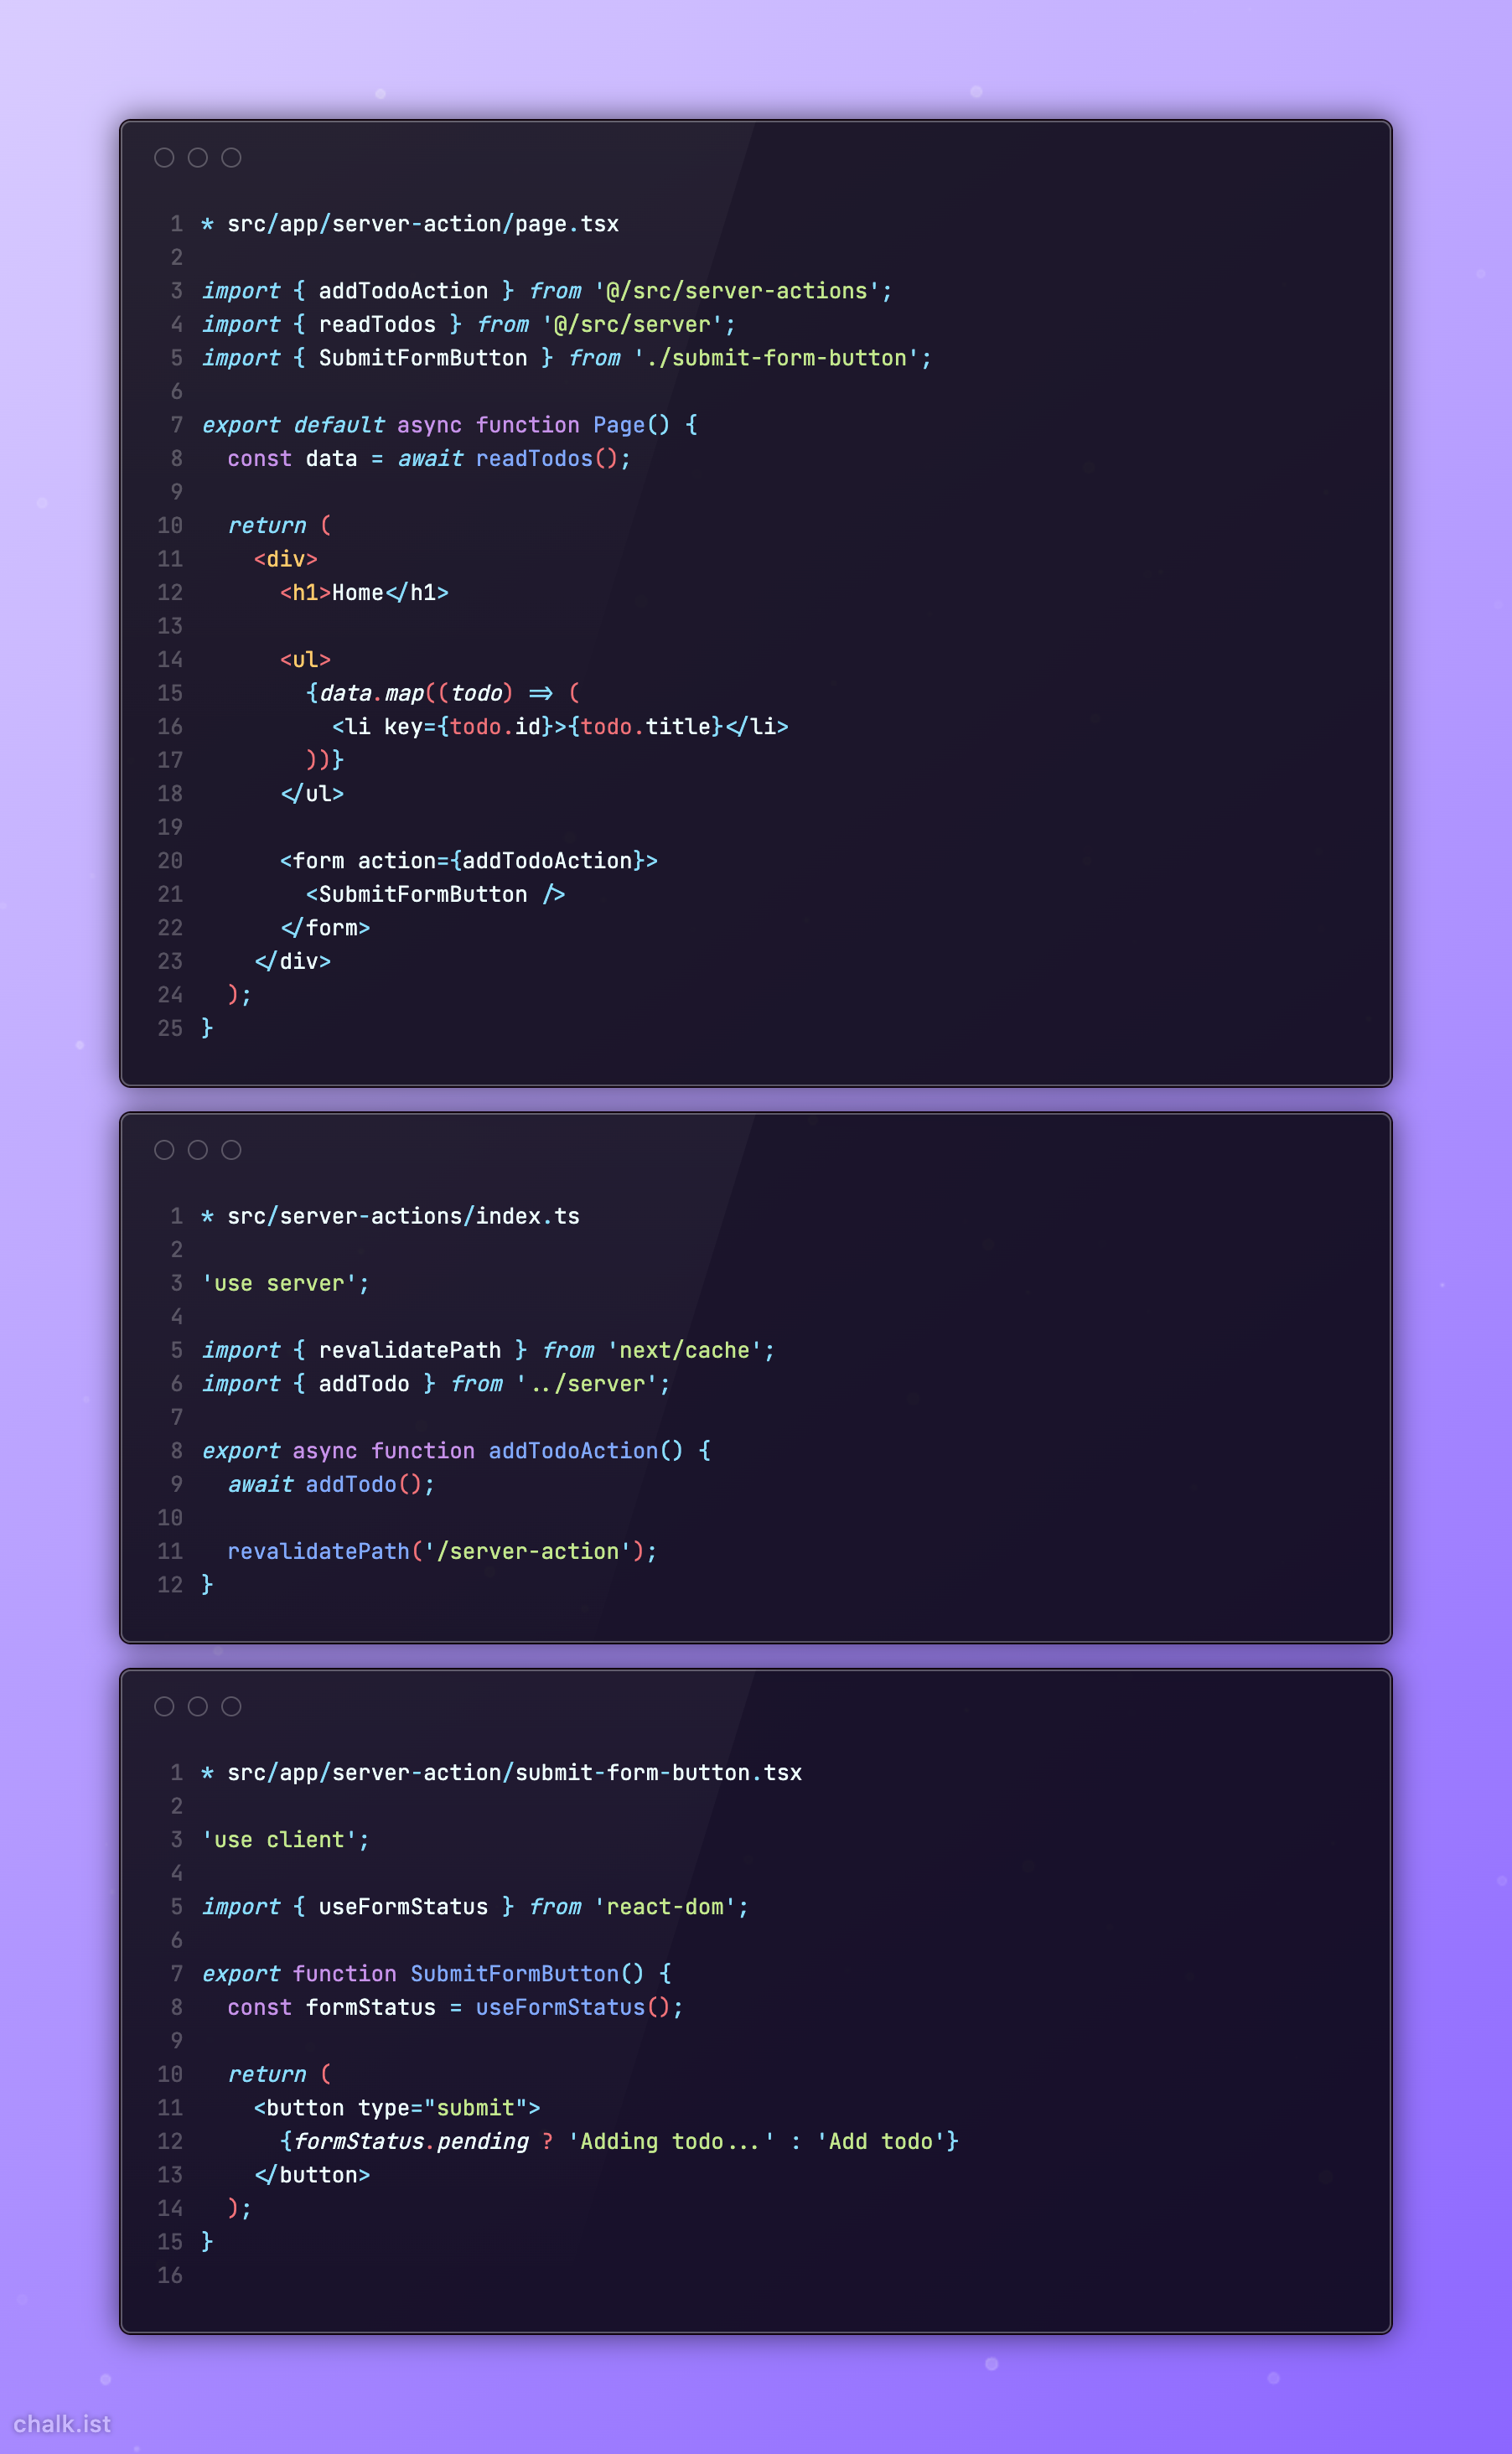 1 * src/app/server-action/page.tsx
2
3 import { addTodoAction } from '@/src/server-actions';
4 import { readTodos } from '@/src/server';
5 import { SubmitFormButton } from './submit-form-button';
6
7 export default async function Page() {
8   const data = await readTodos();
9
10   return (
11     <div>
12       <h1>Home</h1>
13
14       <ul>
15         {data.map((todo) => (
16           <li key={todo.id}>{todo.title}</li>
17         ))}
18       </ul>
19
20       <form action={addTodoAction}>
21         <SubmitFormButton />
22       </form>
23     </div>
24   );
25 }
1 * src/server-actions/index.ts
2
3 'use server';
4
5 import { revalidatePath } from 'next/cache';
6 import { addTodo } from '../server';
7
8 export async function addTodoAction() {
9   await addTodo();
10
11   revalidatePath('/server-action');
12 }
1 * src/app/server-action/submit-form-button.tsx
2
3 'use client';
4
5 import { useFormStatus } from 'react-dom';
6
7 export function SubmitFormButton() {
8   const formStatus = useFormStatus();
9
10   return (
11     <button type="submit">
12       {formStatus.pending ? 'Adding todo...' : 'Add todo'}
13     </button>
14   );
15 }
16
chalk.ist